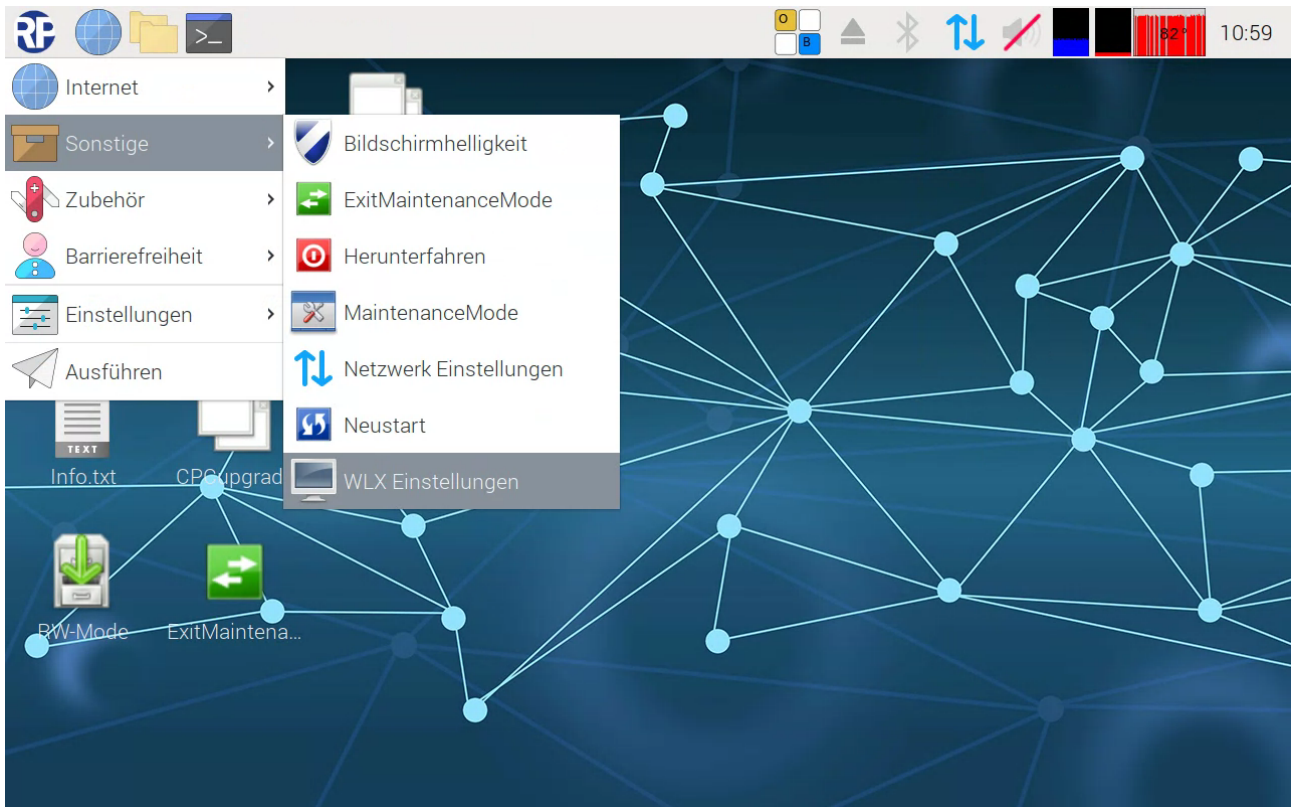 RP
>_
O
B
82°
10:59
Internet
Sonstige
Zubehör
Barrierefreiheit
Einstellungen
Ausführen
Bildschirmhelligkeit
ExitMaintenanceMode
Herunterfahren
MaintenanceMode
Netzwerk Einstellungen
Neustart
WLX Einstellungen
TEXT
Info.txt
CPGupgrad
RW-Mode
ExitMaintena...